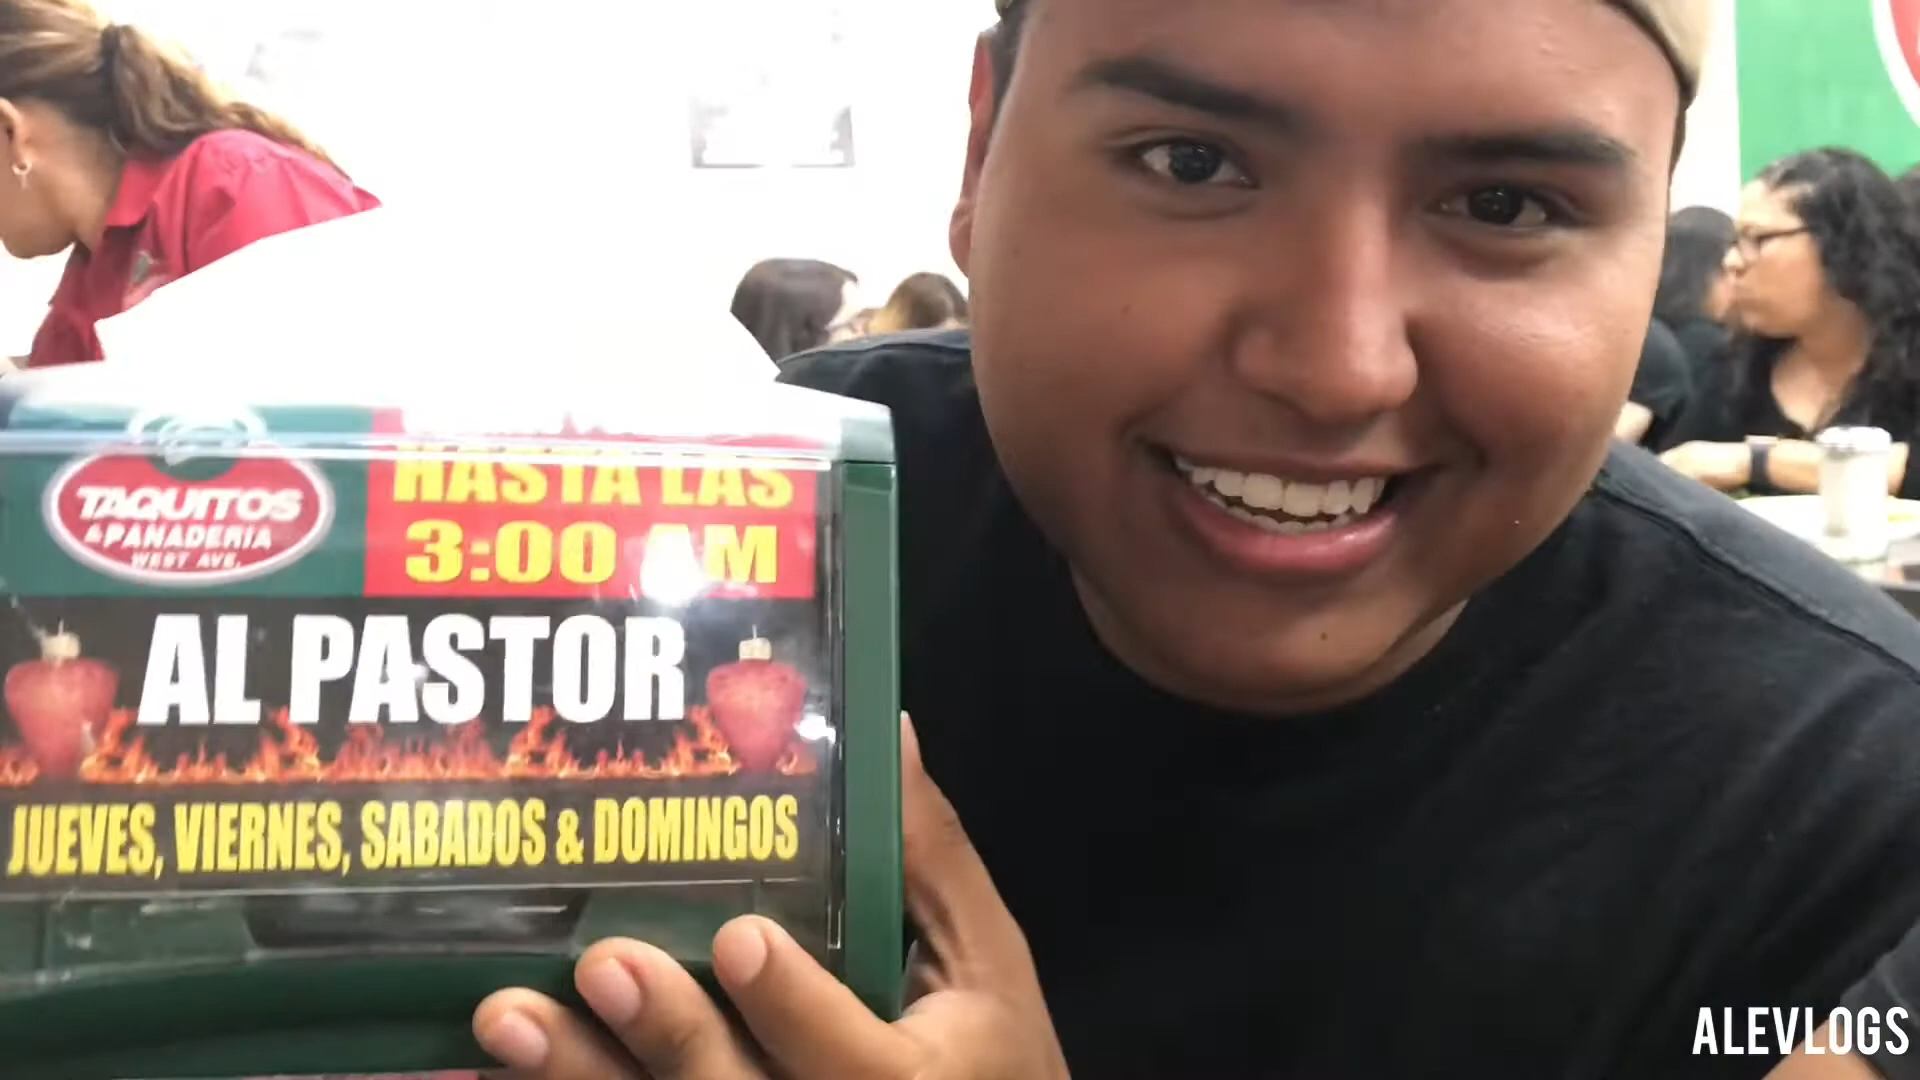 TAQUITOS
& PANADERIA
WEST AVE.
HASTA LAS
3:00 AM
AL PASTOR
JUEVES, VIERNES, SABADOS & DOMINGOS
ALEVLOGS